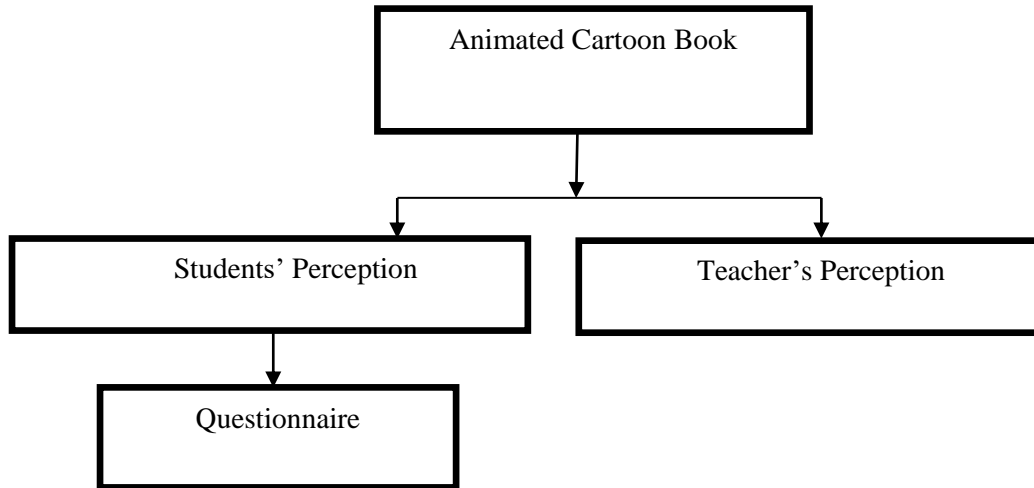 Animated Cartoon Book
Students’ Perception
Teacher’s Perception
Questionnaire